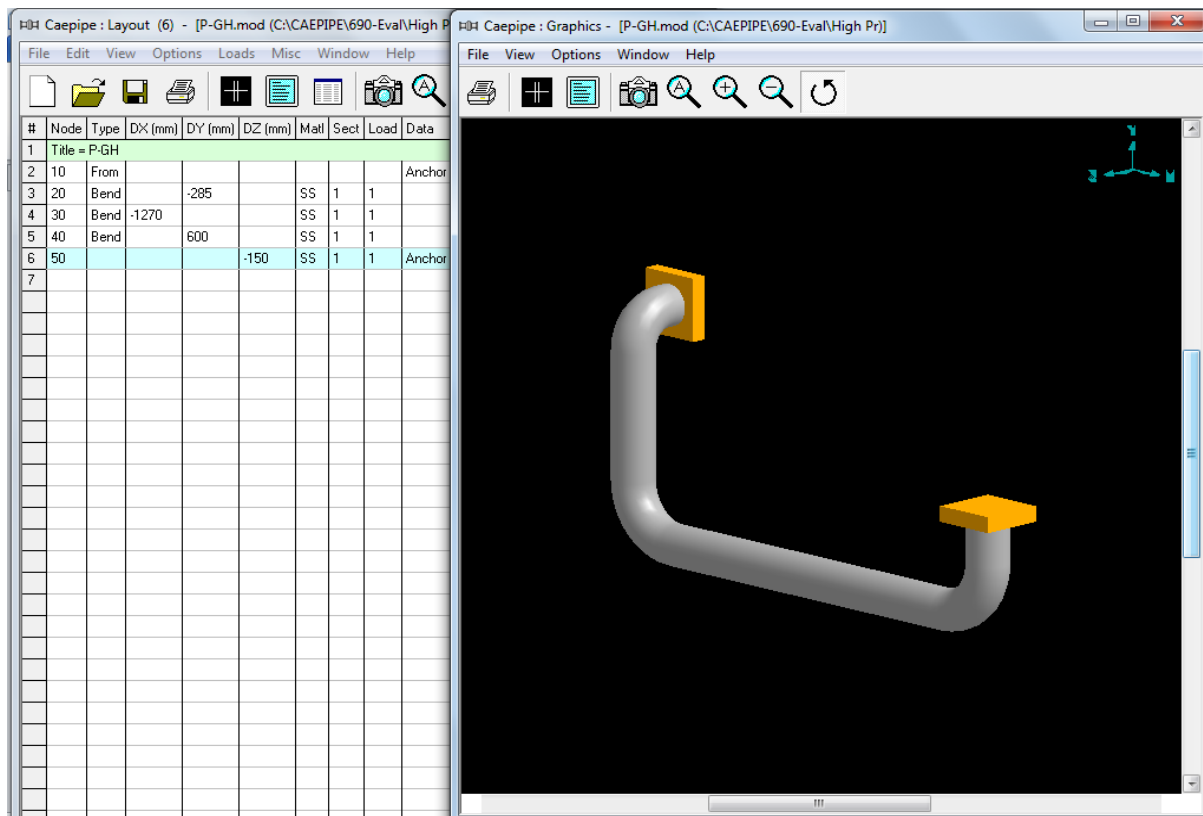 Caepipe : Layout (6) - [P-GH.mod (C:\CAEPIPE\690-Eval\High P
File Edit View Options Loads Misc Window Help
# Node Type DX (mm) DY (mm) DZ (mm) Matl Sect Load Data
1 Title = P-GH
2 10 From Anchor
3 20 Bend -285 SS 1 1
4 30 Bend -1270 SS 1 1
5 40 Bend 600 SS 1 1
6 50 -150 SS 1 1 Anchor
7
Caepipe : Graphics - [P-GH.mod (C:\CAEPIPE\690-Eval\High Pr)]
File View Options Window Help
Y